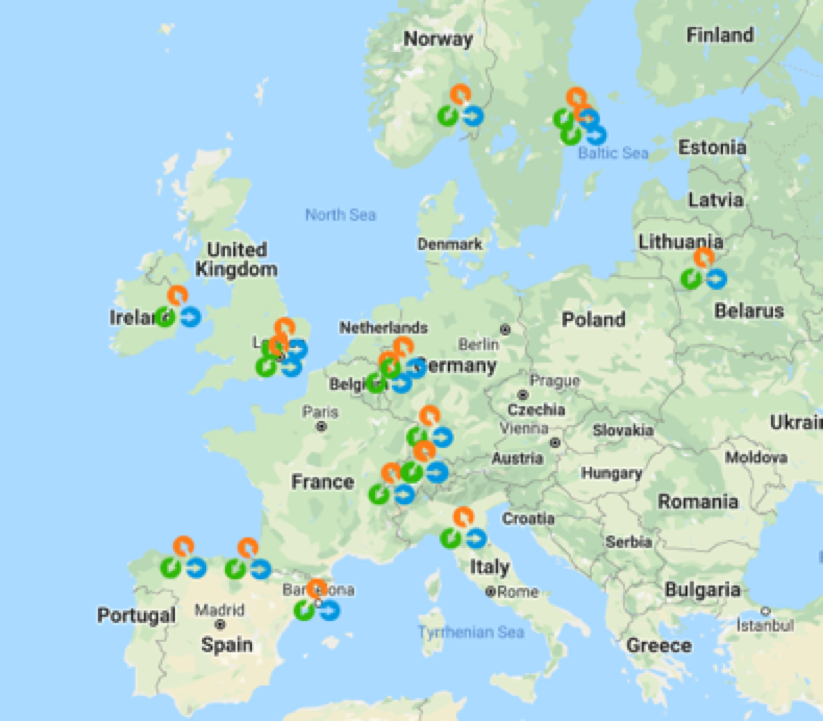 Norway
Finland
Estonia
Baltic Sea
Latvia
North Sea
Denmark
Lithuania
United
Kingdom
Ireland
Belarus
Netherlands
Poland
Berlin
Germany
Belgium
Prague
Paris
Czechia
Vienna
Slovakia
Moldova
Austria
Hungary
France
Romania
Croatia
Serbia
Italy
Bulgaria
Rome
Barcelona
Portugal
Madrid
Spain
Tyrrhenian Sea
İstanbul
Greece